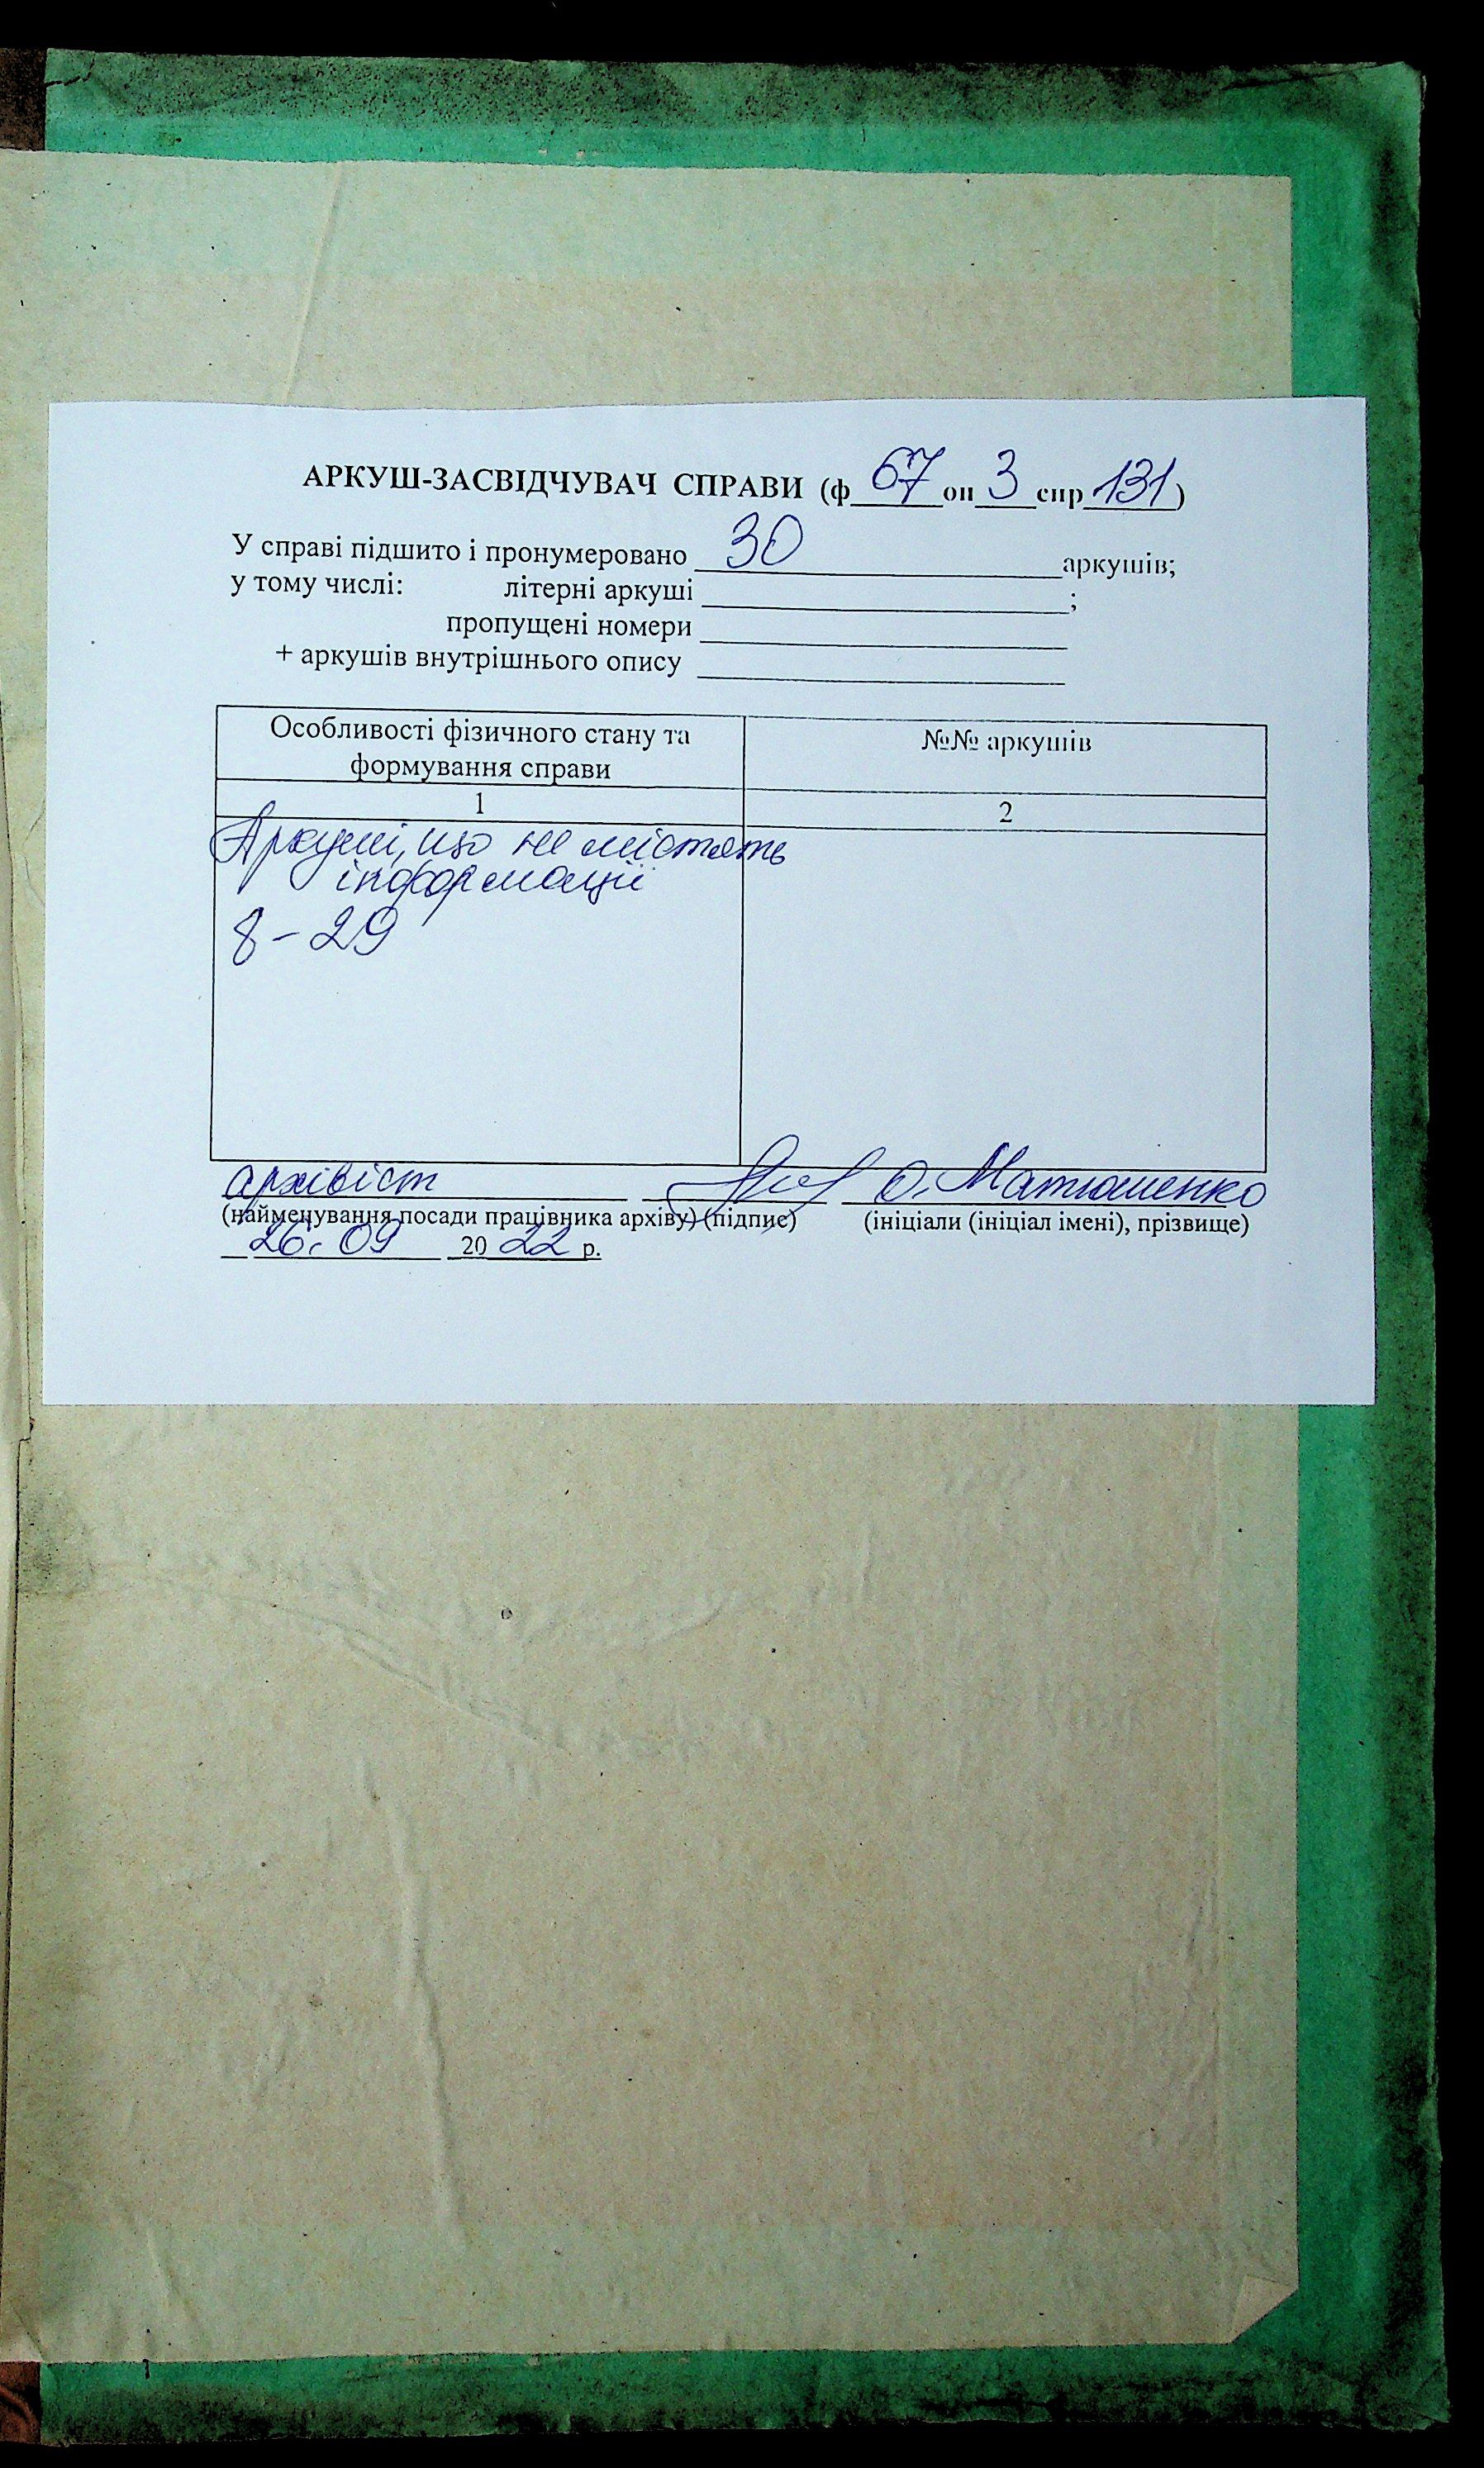 АРКУШ-ЗАСВІДЧУВАЧ СПРАВИ (ф 67 оп 3 спр 131)
У справі підшито і пронумеровано 30 аркушів;
у тому числі: літерні аркуші ;
пропущені номери
+ аркушів внутрішнього опису
Особливості фізичного стану та №№ аркушів
формування справи
1 2
Аркуші, що не містять
інформації
8 - 29
архівіст О. Матюшенко
(найменування посади працівника архіву) (підпис) (ініціали (ініціал імені), прізвище)
26. 09 2022 р.